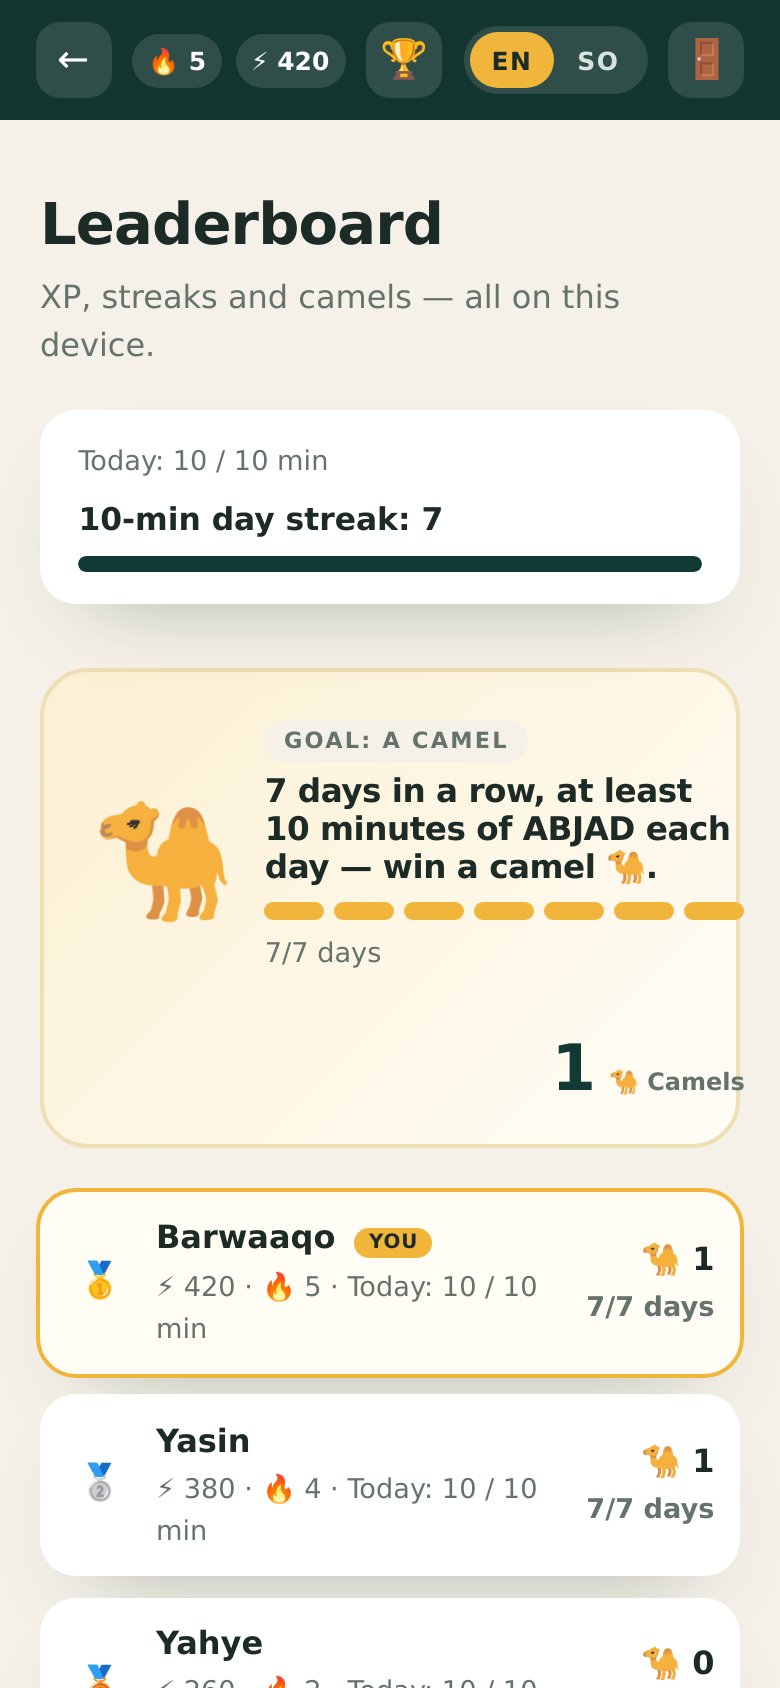 ← 🔥 5 ⚡ 420 🏆 EN SO 🚪
Leaderboard
XP, streaks and camels — all on this
device.
Today: 10 / 10 min
10-min day streak: 7
GOAL: A CAMEL
7 days in a row, at least
10 minutes of ABJAD each
day — win a camel 🐪.
7/7 days
1 🐪 Camels
🥇 Barwaaqo YOU
⚡ 420 · 🔥 5 · Today: 10 / 10
min
🐪 1
7/7 days
🥈 Yasin
⚡ 380 · 🔥 4 · Today: 10 / 10
min
🐪 1
7/7 days
🥉 Yahye
🐪 0